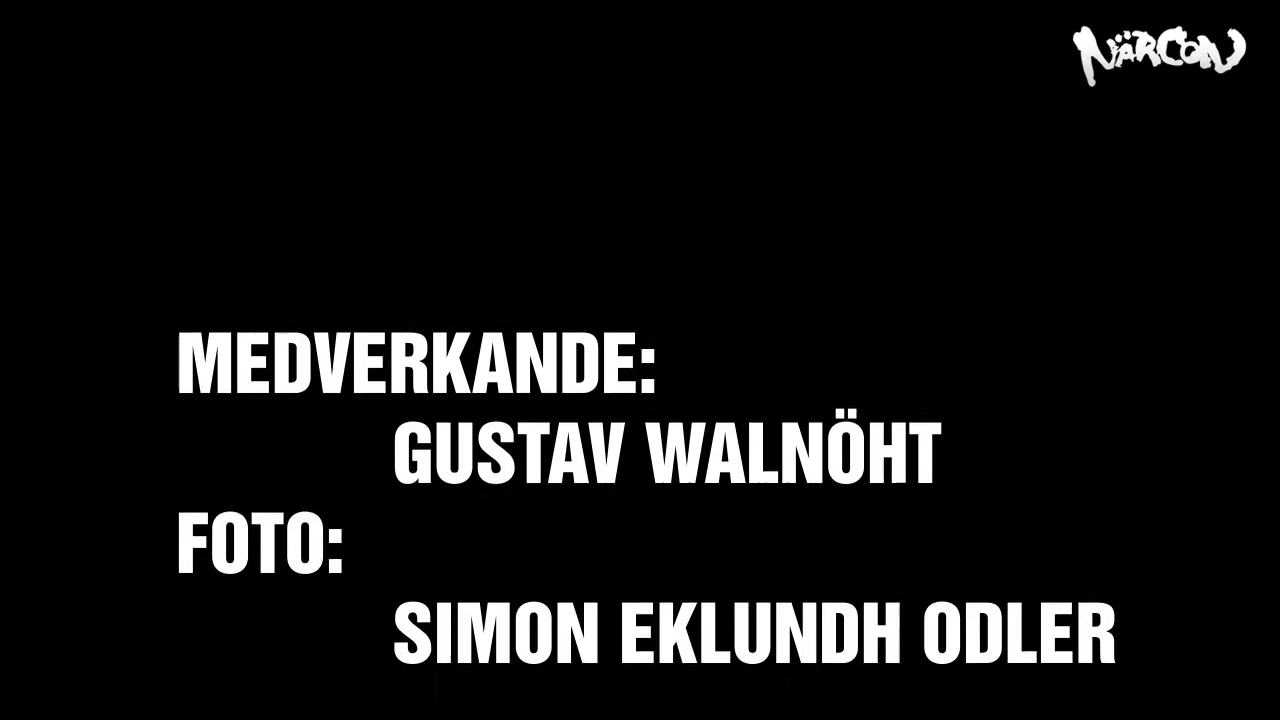 NÄRCON
MEDVERKANDE:
GUSTAV WALNÖHT
FOTO:
SIMON EKLUNDH ODLER